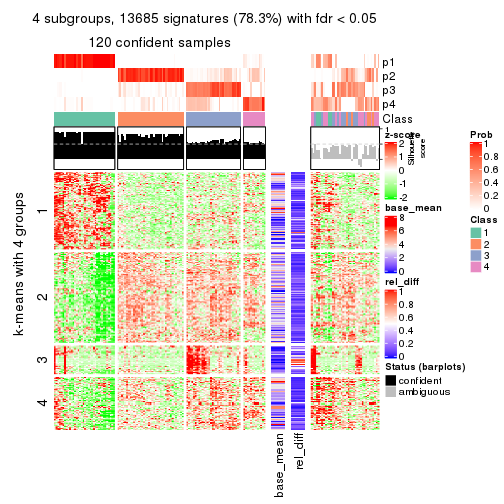 4 subgroups, 13685 signatures (78.3%) with fdr < 0.05
120 confident samples
p1
p2
p3
p4
Class
1
Silhouette
score
k-means with 4 groups
1
2
3
4
base_mean
rel_diff
z-score
2
1
0
-1
-2
base_mean
8
6
4
2
0
rel_diff
1
0.8
0.6
0.4
0.2
0
Status (barplots)
confident
ambiguous
Prob
1
0.8
0.6
0.4
0.2
0
Class
1
2
3
4